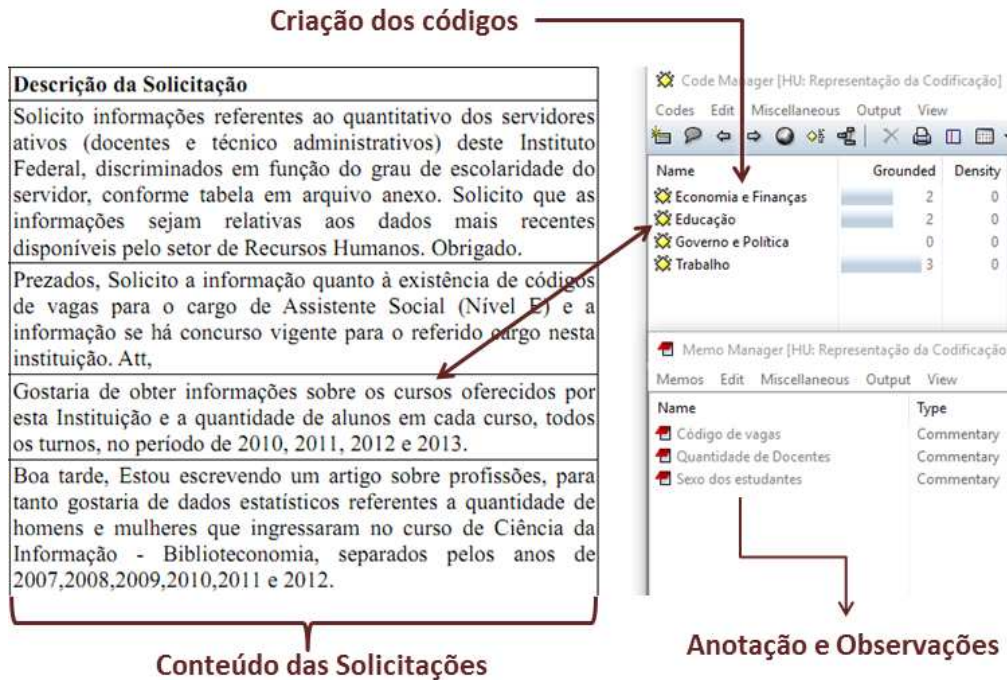 Criação dos códigos
Descrição da Solicitação
Solicito informações referentes ao quantitativo dos servidores
ativos (docentes e técnico administrativos) deste Instituto
Federal, discriminados em função do grau de escolaridade do
servidor, conforme tabela em arquivo anexo. Solicito que as
informações sejam relativas aos dados mais recentes
disponíveis pelo setor de Recursos Humanos. Obrigado.
Prezados, Solicito a informação quanto à existência de códigos
de vagas para o cargo de Assistente Social (Nível E) e a
informação se há concurso vigente para o referido cargo nesta
instituição. Att,
Gostaria de obter informações sobre os cursos oferecidos por
esta Instituição e a quantidade de alunos em cada curso, todos
os turnos, no período de 2010, 2011, 2012 e 2013.
Boa tarde, Estou escrevendo um artigo sobre profissões, para
tanto gostaria de dados estatísticos referentes a quantidade de
homens e mulheres que ingressaram no curso de Ciência da
Informação - Biblioteconomia, separados pelos anos de
2007,2008,2009,2010,2011 e 2012.
Conteúdo das Solicitações
Code Manager [HU: Representação da Codificação]
Codes Edit Miscellaneous Output View
Name Grounded Density
Economia e Finanças 2 0
Educação 2 0
Governo e Política 0 0
Trabalho 3 0
Memo Manager [HU: Representação da Codificação
Memos Edit Miscellaneous Output View
Name Type
Código de vagas Commentary
Quantidade de Docentes Commentary
Sexo dos estudantes Commentary
Anotação e Observações